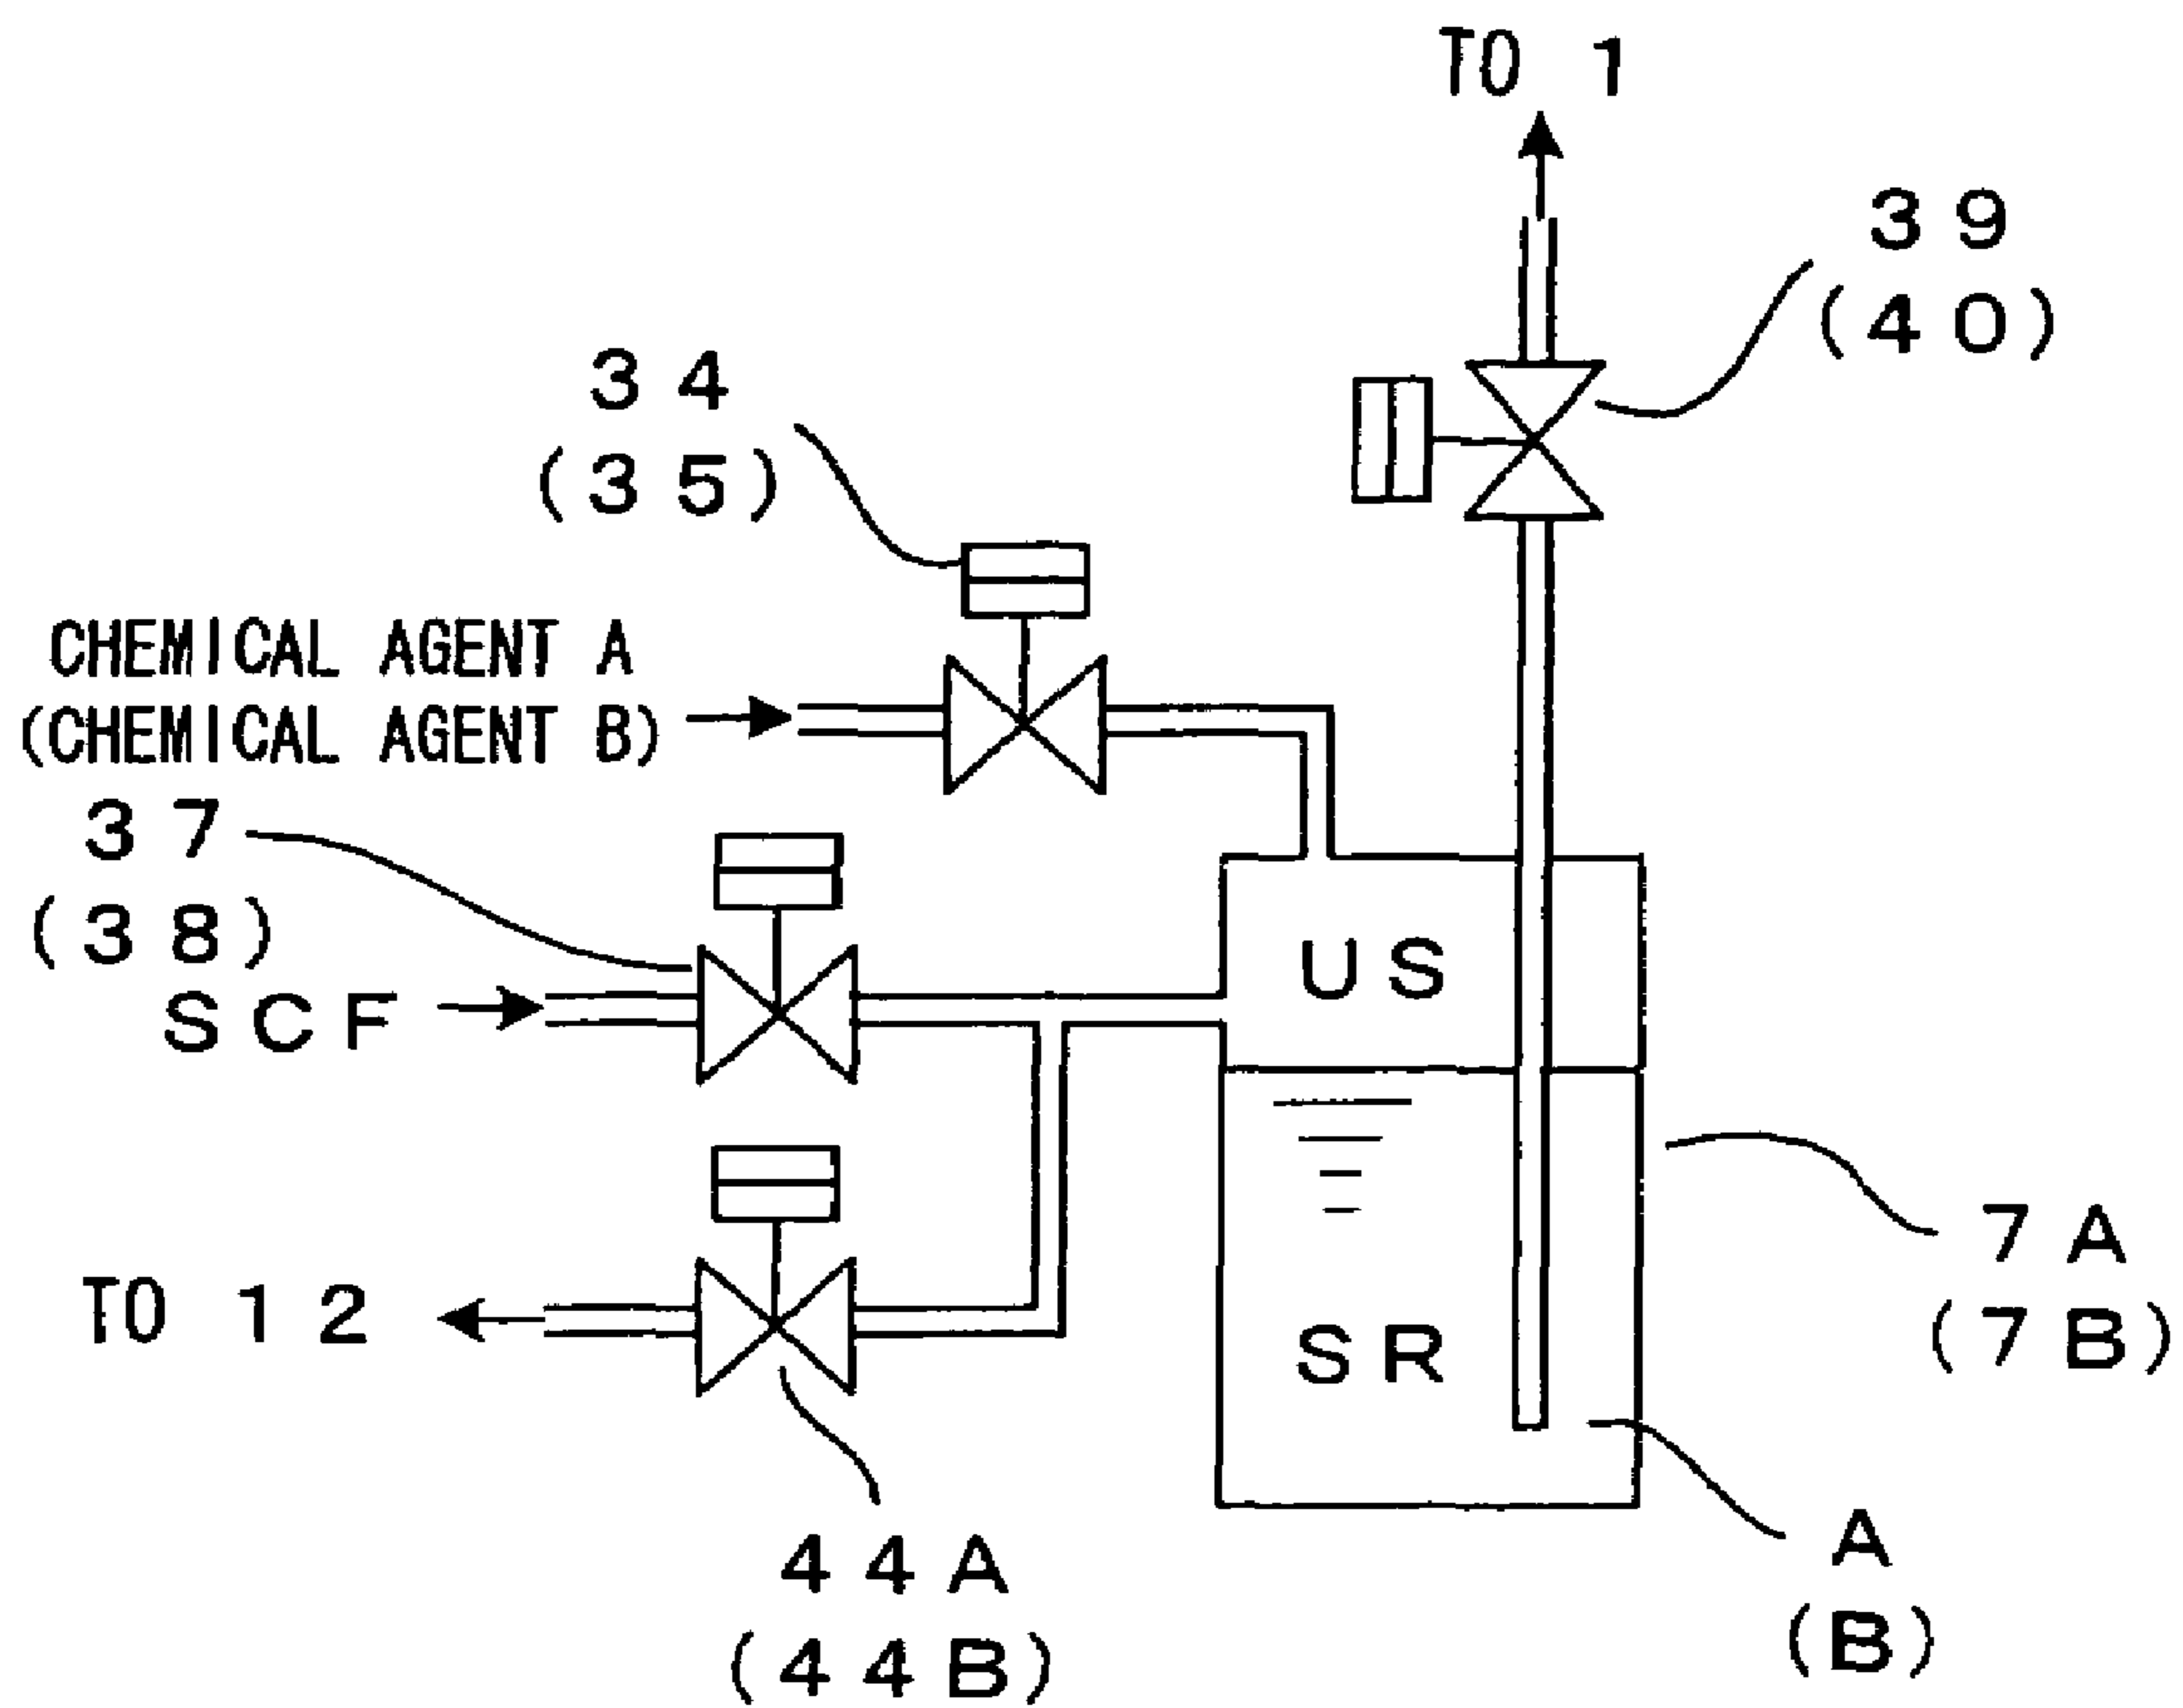 TO 1
39
(40)
34
(35)
CHEMICAL AGENT A
(CHEMICAL AGENT B)
37
(38)
SCF
US
TO 12
SR
7A
(7B)
44A
(44B)
A
(B)